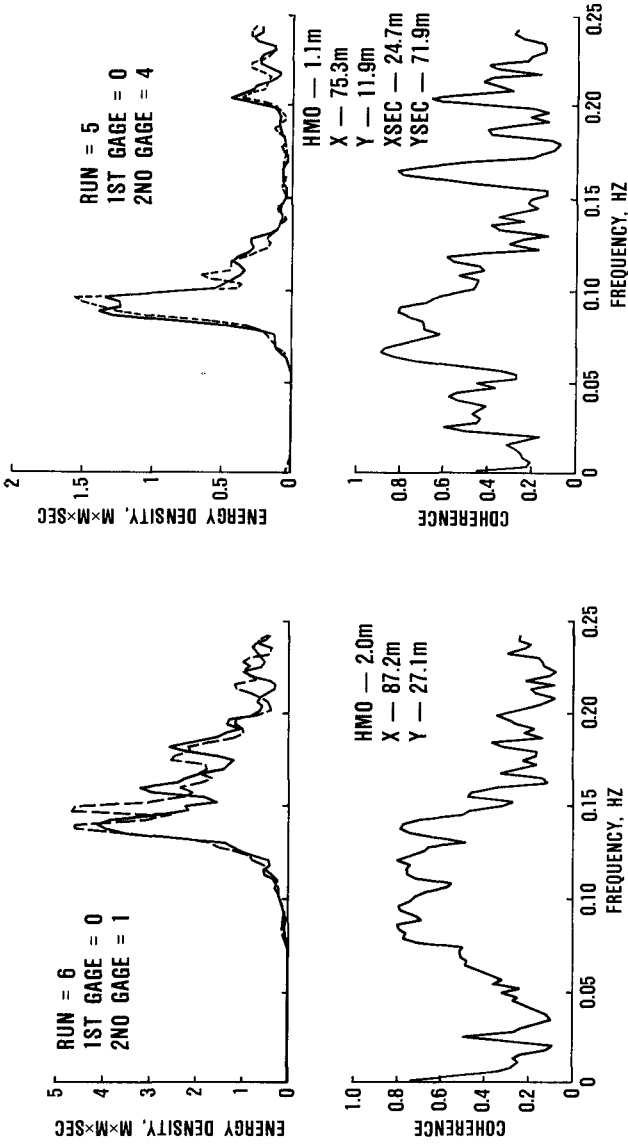 RUN = 6
1ST GAGE = 0
2NO GAGE = 1
5
4
3
2
1
0
ENERGY DENSITY, M×M×SEC
HMO — 2.0m
X — 87.2m
Y — 27.1m
1.0
0.8
0.6
0.4
0.2
0
COHERENCE
0
0.05
0.10
0.15
0.20
0.25
FREQUENCY, HZ
RUN = 5
1ST GAGE = 0
2NO GAGE = 4
2
1.5
1
0.5
0
ENERGY DENSITY, M×M×SEC
HMO — 1.1m
X — 75.3m
Y — 11.9m
XSEC — 24.7m
YSEC — 71.9m
1
0.8
0.6
0.4
0.2
0
COHERENCE
0
0.05
0.10
0.15
0.20
0.25
FREQUENCY, HZ